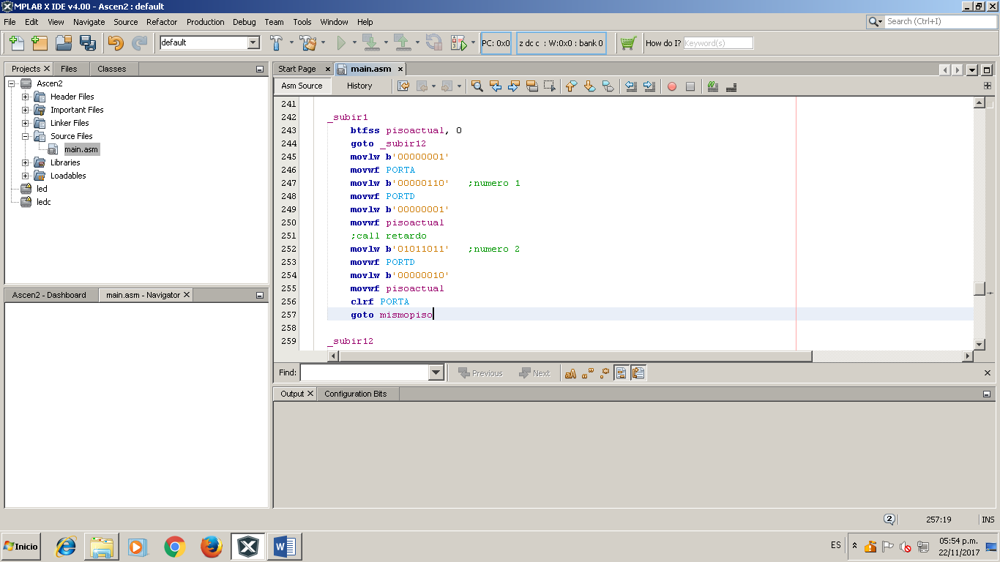 MPLAB X IDE v4.00 - Ascen2 : default
File Edit View Navigate Source Refactor Production Debug Team Tools Window Help
Search (Ctrl+I)
default
PC: 0x0
z dc c : W:0x0 : bank 0
How do I? Keyword(s)
Projects Files Classes
Ascen2
Header Files
Important Files
Linker Files
Source Files
main.asm
Libraries
Loadables
led
ledc
Ascen2 - Dashboard main.asm - Navigator
Start Page main.asm
Asm Source History
241
242 _subir1
243 btfss pisoactual, 0
244 goto _subir12
245 movlw b'00000001'
246 movwf PORTA
247 movlw b'00000110' ;numero 1
248 movwf PORTD
249 movlw b'00000001'
250 movwf pisoactual
251 ;call retardo
252 movlw b'01011011' ;numero 2
253 movwf PORTD
254 movlw b'00000010'
255 movwf pisoactual
256 clrf PORTA
257 goto mismopiso
258
259 _subir12
Find: Previous Next
Output Configuration Bits
2 257:19 INS
Inicio
ES
05:54 p.m.
22/11/2017